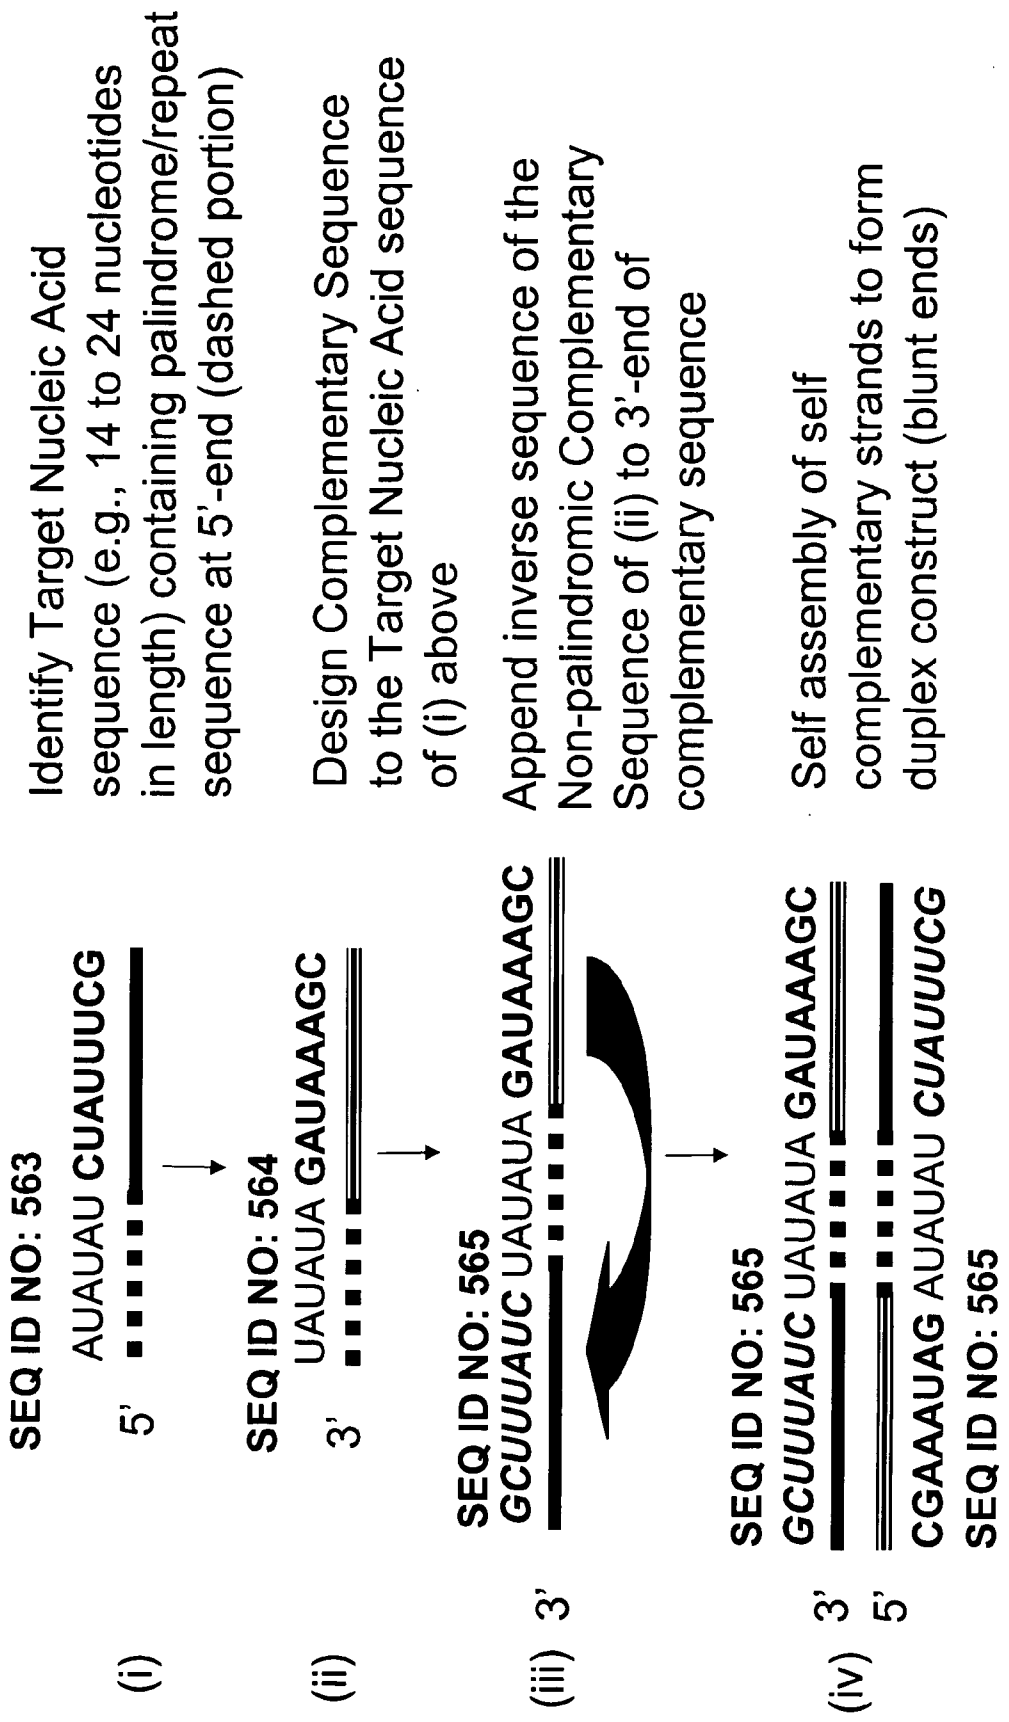 SEQ ID NO: 563
AUAUAU CUAUUUCG
(i) 5'
Identify Target Nucleic Acid
sequence (e.g., 14 to 24 nucleotides
in length) containing palindrome/repeat
sequence at 5'-end (dashed portion)
SEQ ID NO: 564
UAUAUA GAUAAAGC
(ii) 3'
Design Complementary Sequence
to the Target Nucleic Acid sequence
of (i) above
SEQ ID NO: 565
GCUUUAUC UAUAUA GAUAAAGC
(iii) 3'
Append inverse sequence of the
Non-palindromic Complementary
Sequence of (ii) to 3'-end of
complementary sequence
SEQ ID NO: 565
GCUUUAUC UAUAUA GAUAAAGC
(iv) 3'
5'
CGAAAUAG AUAUAU CUAUUUCG
SEQ ID NO: 565
Self assembly of self
complementary strands to form
duplex construct (blunt ends)